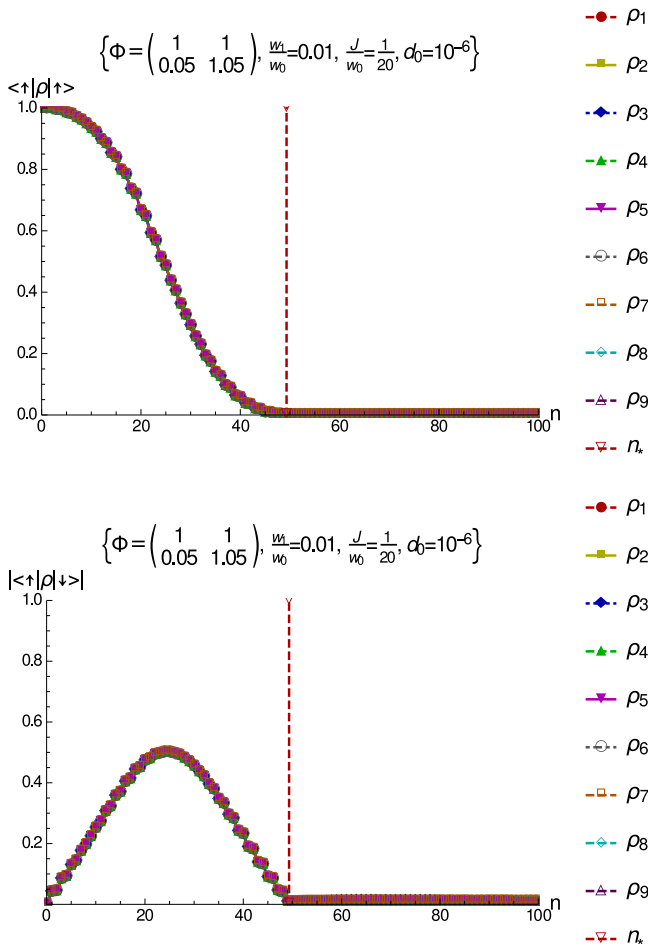 {Φ = ( 1 1 0.05 1.05 ), w1/w0=0.01, J/w0=1/20, d0=10^-6}
<↑|ρ|↑>
1.0
0.8
0.6
0.4
0.2
0.0
0 20 40 60 80 100 n
ρ1
ρ2
ρ3
ρ4
ρ5
ρ6
ρ7
ρ8
ρ9
n*
{Φ = ( 1 1 0.05 1.05 ), w1/w0=0.01, J/w0=1/20, d0=10^-6}
|<↑|ρ|↓>|
1.0
0.8
0.6
0.4
0.2
0 20 40 60 80 100 n
ρ1
ρ2
ρ3
ρ4
ρ5
ρ6
ρ7
ρ8
ρ9
n*